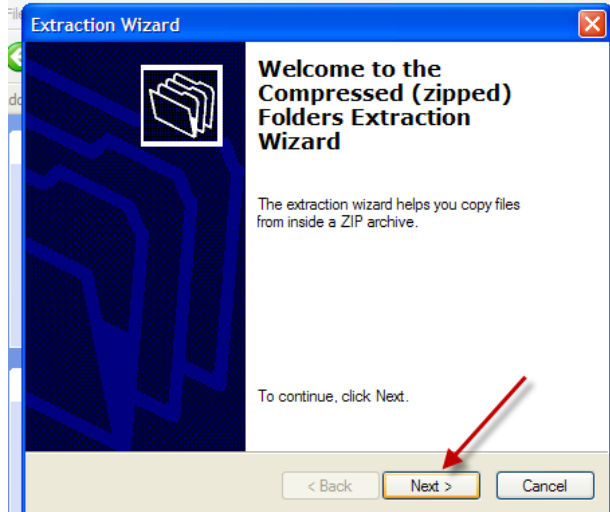 Extraction Wizard
Welcome to the
Compressed (zipped)
Folders Extraction
Wizard
The extraction wizard helps you copy files
from inside a ZIP archive.
To continue, click Next.
< Back Next > Cancel